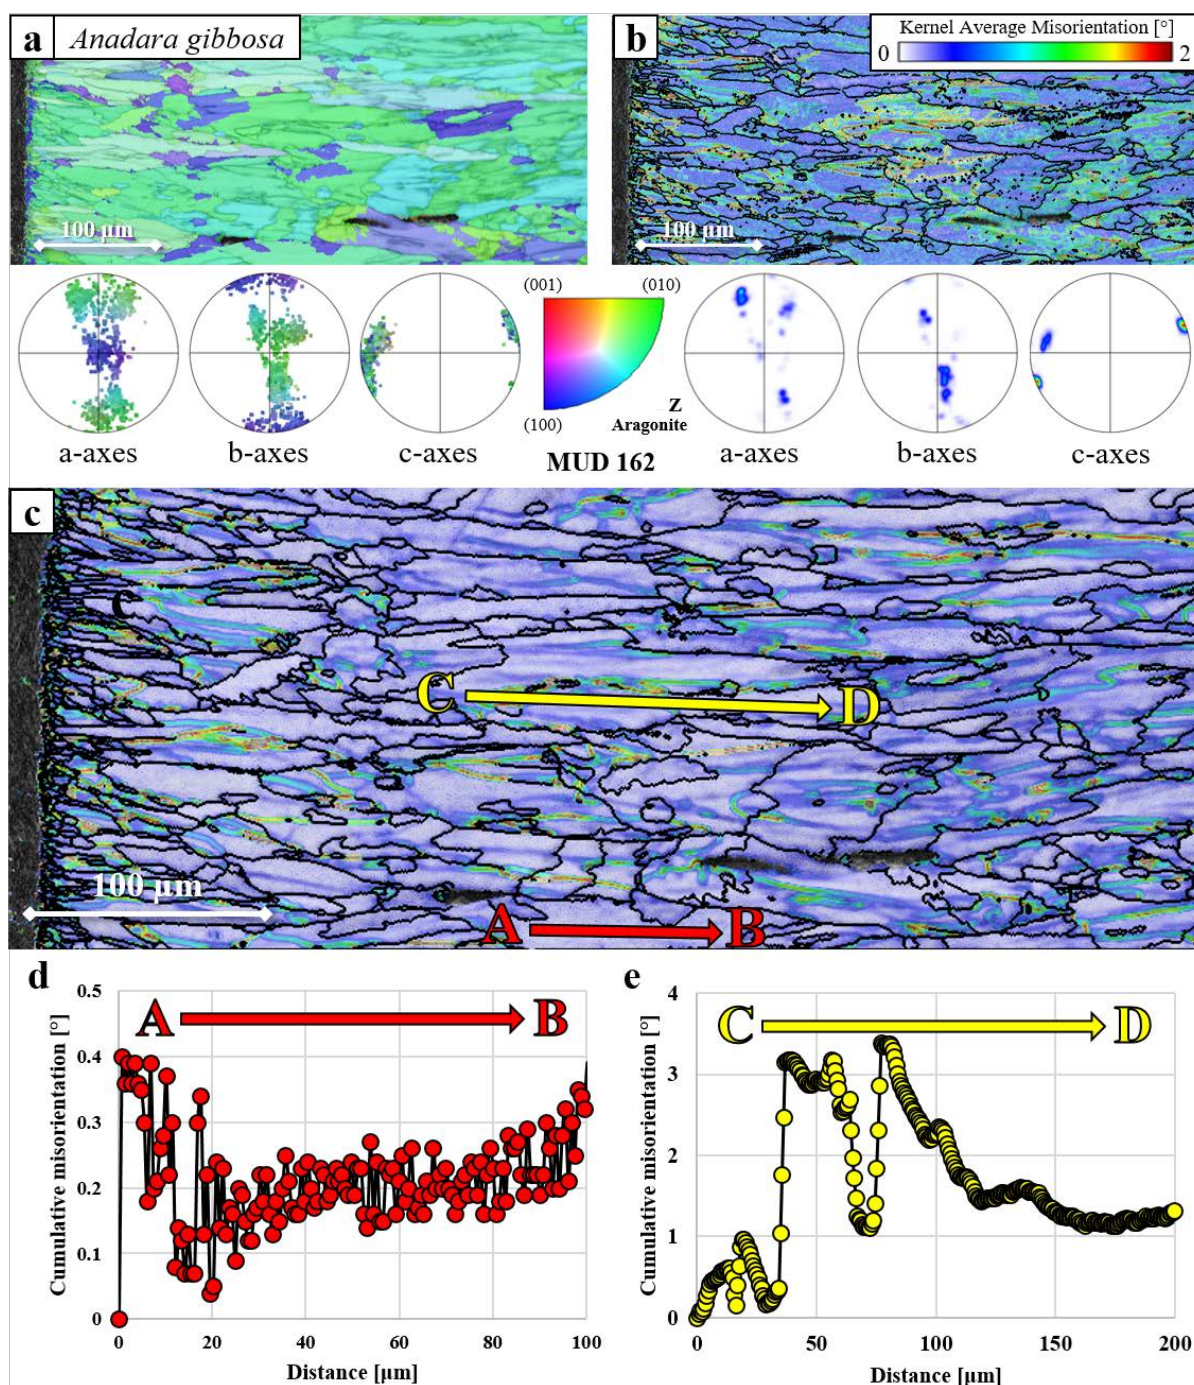 a
Anadara gibbosa
100 µm
b
Kernel Average Misorientation [°]
0
2
100 µm
(001)
(010)
(100)
Z
Aragonite
a-axes
b-axes
c-axes
MUD 162
a-axes
b-axes
c-axes
c
C
C
D
100 µm
A
B
d
0.5
0.4
0.3
0.2
0.1
0
Cumulative misorientation [°]
A
B
0
20
40
60
80
100
Distance [µm]
e
4
3
2
1
0
Cumulative misorientation [°]
C
D
0
50
100
150
200
Distance [µm]